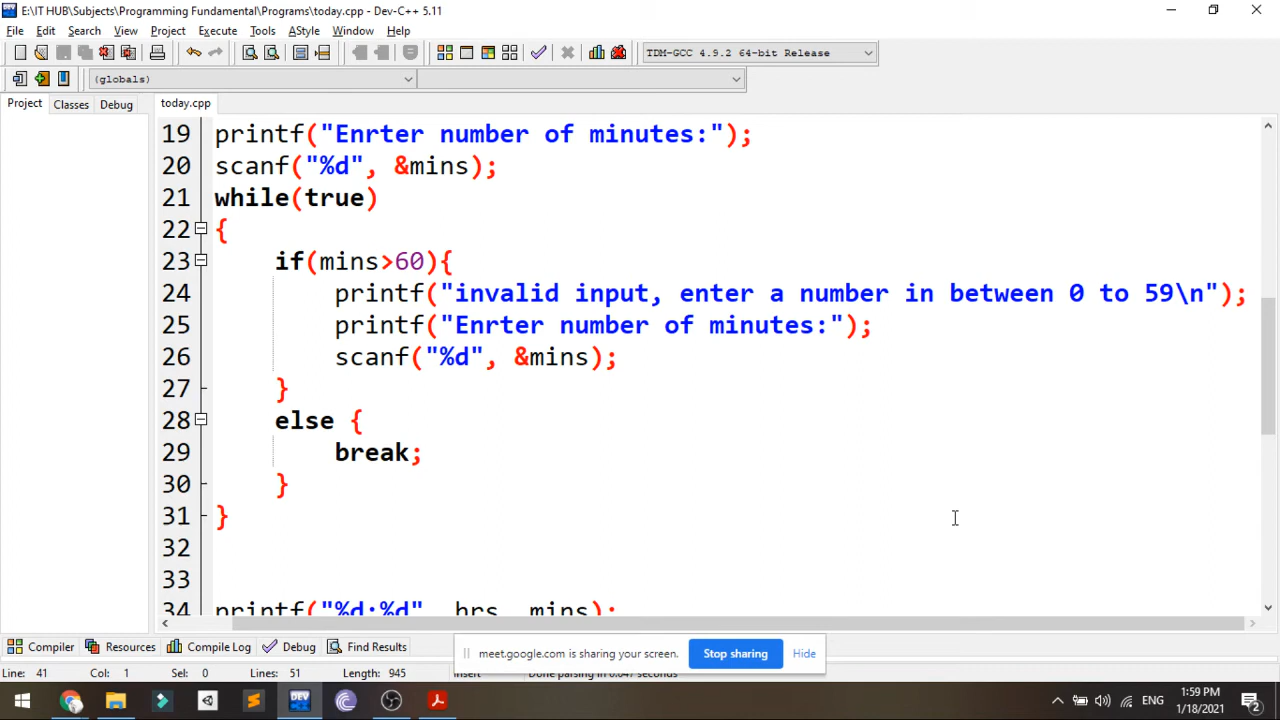 E:\IT HUB\Subjects\Programming Fundamental\Programs\today.cpp - Dev-C++ 5.11
File Edit Search View Project Execute Tools AStyle Window Help
TDM-GCC 4.9.2 64-bit Release
(globals)
Project Classes Debug today.cpp
19 printf("Enrter number of minutes:");
20 scanf("%d", &mins);
21 while(true)
22 {
23 if(mins>60){
24 printf("invalid input, enter a number in between 0 to 59\n");
25 printf("Enrter number of minutes:");
26 scanf("%d", &mins);
27 }
28 else {
29 break;
30 }
31 }
32
33
34 printf("%d:%d", hrs, mins);
Compiler Resources Compile Log Debug Find Results
meet.google.com is sharing your screen. Stop sharing Hide
Line: 41 Col: 1 Sel: 0 Lines: 51 Length: 945 Insert Done parsing in 0.047 seconds
DEV
ENG 1:59 PM
1/18/2021
2